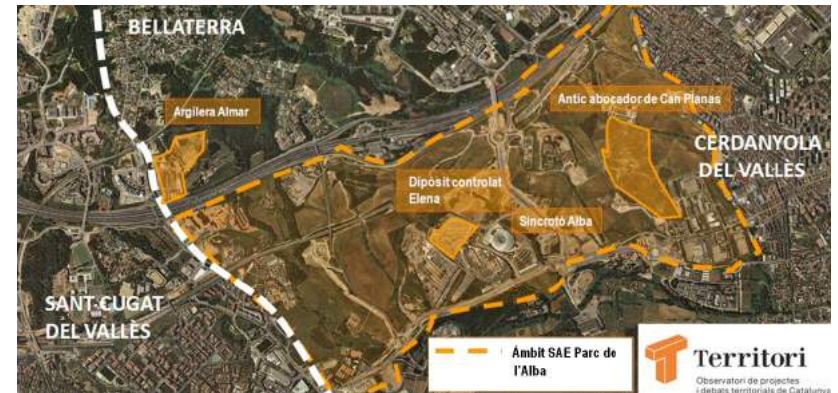 BELLATERRA
Argilera Almar
Antic abocador de Can Planas
CERDANYOLA
DEL VALLÈS
Dipòsit controlat
Elena
Sincrotó Alba
SANT CUGAT
DEL VALLÈS
Àmbit SAE Parc de
l'Alba
Territori
Observatori de projectes
i debats territorials de Catalunya